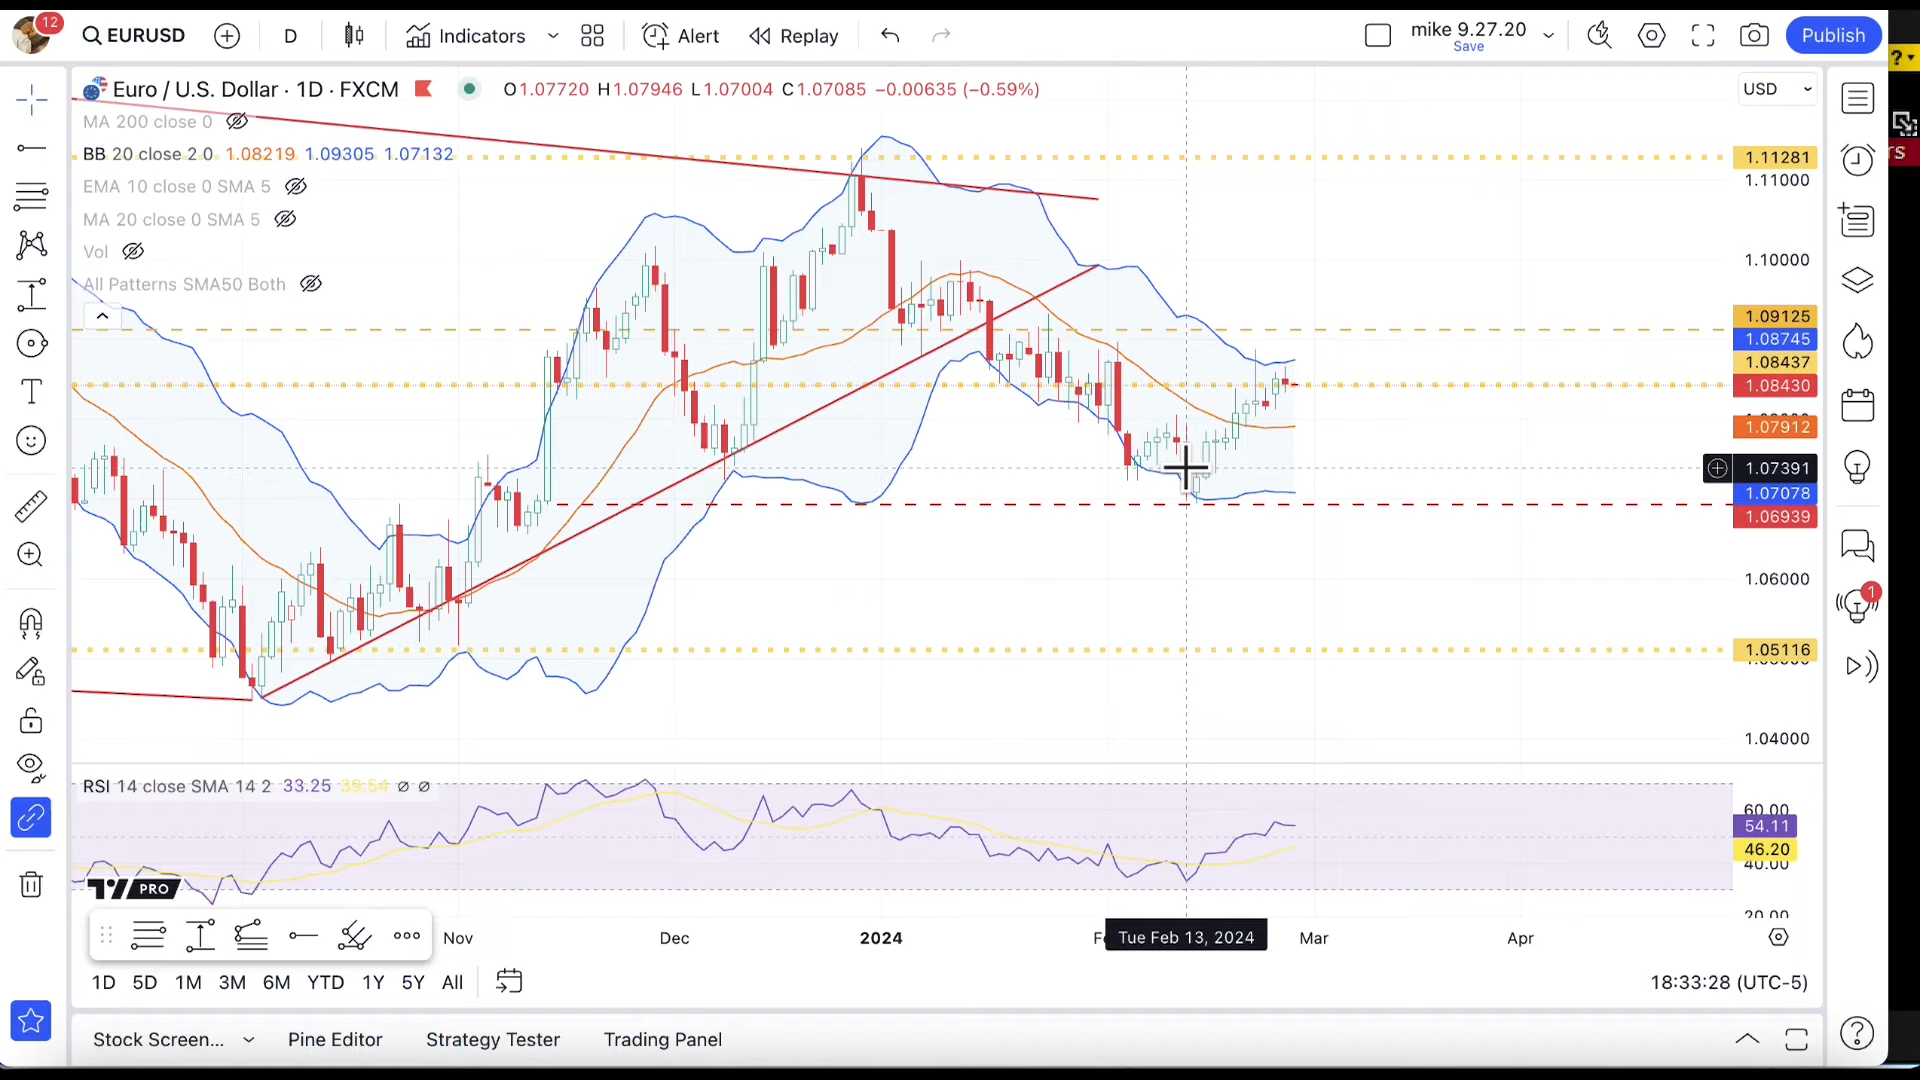 12
EURUSD
D
Indicators
Alert
Replay
mike 9.27.20
Save
Publish
?
rs
Euro / U.S. Dollar · 1D · FXCM
O1.07720 H1.07946 L1.07004 C1.07085 −0.00635 (−0.59%)
USD
MA 200 close 0
BB 20 close 2 0 1.08219 1.09305 1.07132
EMA 10 close 0 SMA 5
MA 20 close 0 SMA 5
Vol
All Patterns SMA50 Both
1.11281
1.11000
1.10000
1.09125
1.08745
1.08437
1.08430
1.07912
1.07391
1.07078
1.06939
1.06000
1.05116
1.04000
1
RSI 14 close SMA 14 2 33.25 39.54 ∅ ∅
60.00
54.11
46.20
40.00
20.00
PRO
Nov
Dec
2024
Tue Feb 13, 2024
Mar
Apr
1D 5D 1M 3M 6M YTD 1Y 5Y All
18:33:28 (UTC-5)
Stock Screen...
Pine Editor
Strategy Tester
Trading Panel